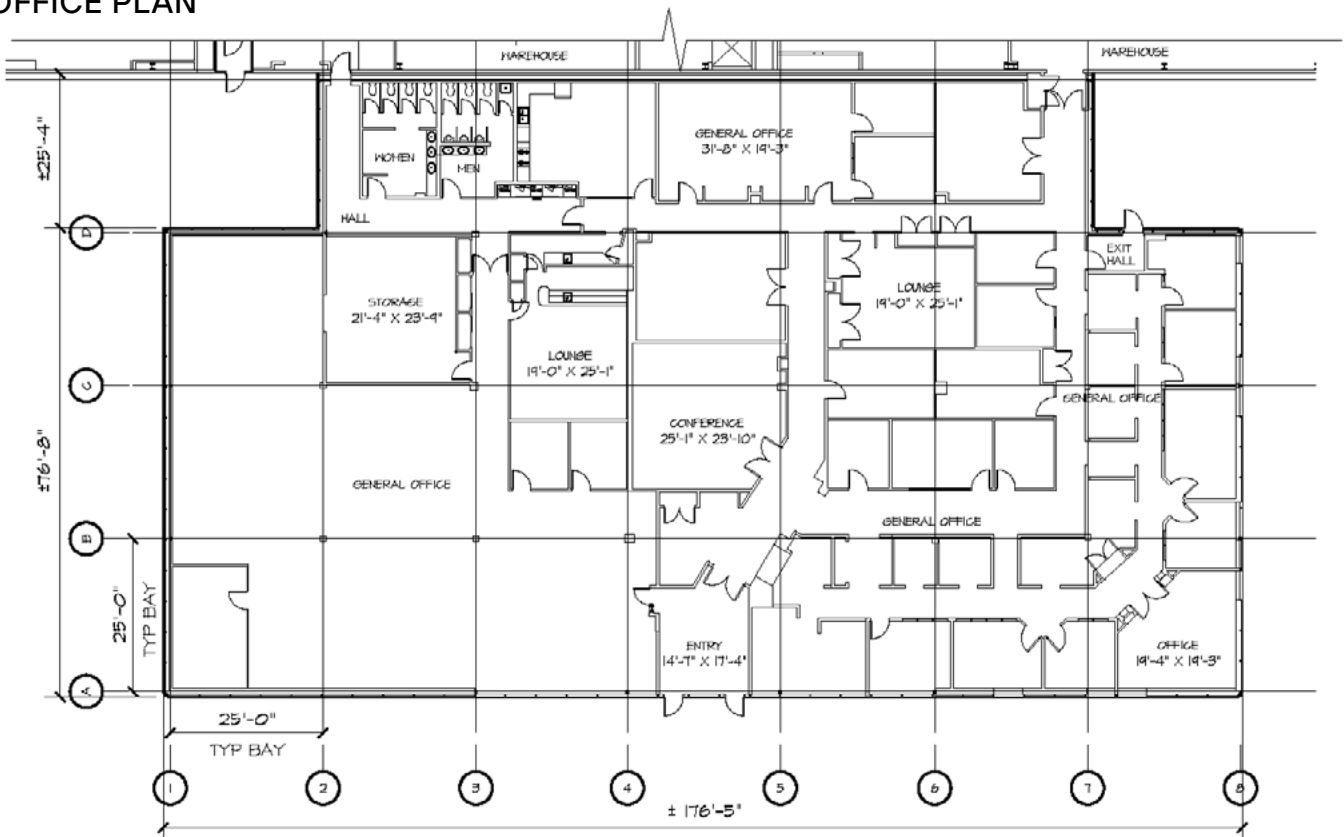 OFFICE PLAN
WAREHOUSE
WAREHOUSE
±25'-4"
WOMEN
MEN
GENERAL OFFICE
31'-8" X 19'-3"
HALL
D
EXIT
HALL
STORAGE
21'-4" X 23'-9"
LOUNGE
19'-0" X 25'-1"
LOUNGE
19'-0" X 25'-1"
C
GENERAL OFFICE
CONFERENCE
25'-1" X 23'-10"
±76'-8"
GENERAL OFFICE
GENERAL OFFICE
B
25'-0"
TYP BAY
ENTRY
14'-7" X 17'-4"
OFFICE
19'-4" X 19'-3"
A
25'-0"
TYP BAY
1
2
3
4
5
6
7
8
± 176'-5"